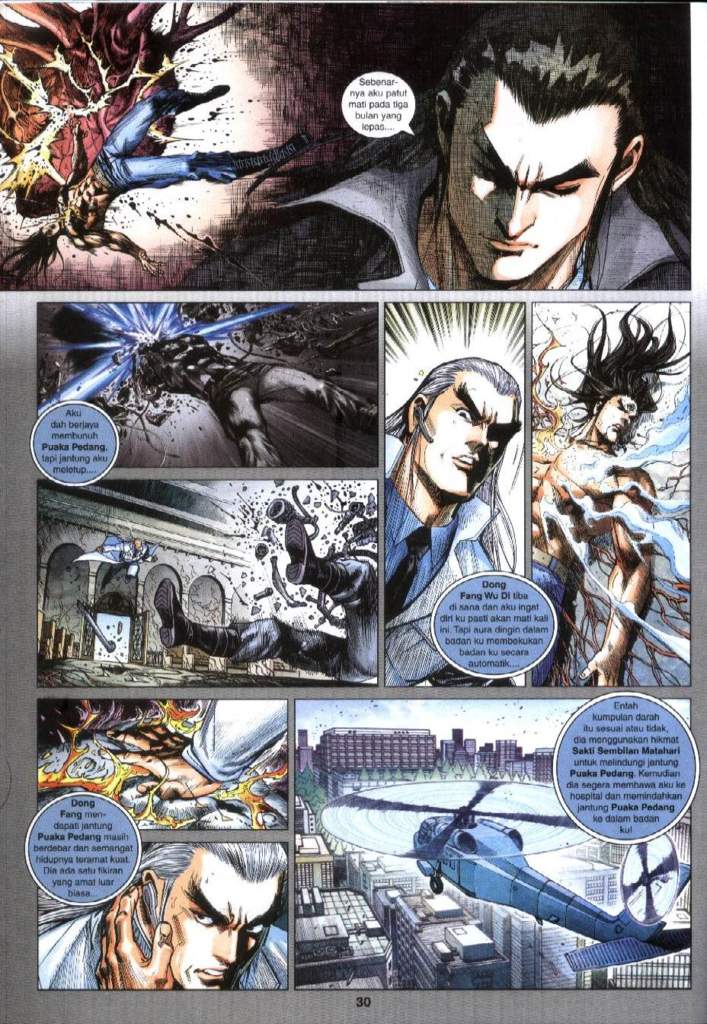 Sebenar-
nya aku patut
mati pada tiga
bulan yang
lepas....
Aku
dah berjaya
membunuh
Puaka Pedang,
tapi jantung aku
meletup....
Dong
Fang Wu Di tiba
di sana dan aku ingat
diri ku pasti akan mati kali
ini. Tapi aura dingin dalam
badan ku membekukan
badan ku secara
automatik....
Dong
Fang men-
dapati jantung
Puaka Pedang masih
berdebar dan semangat
hidupnya teramat kuat.
Dia ada satu fikiran
yang amat luar
biasa...
Entah
kumpulan darah
itu sesuai atau tidak,
dia menggunakan hikmat
Sakti Sembilan Matahari
untuk melindungi jantung
Puaka Pedang. Kemudian
dia segera membawa aku ke
hospital dan memindahkan
jantung Puaka Pedang
ke dalam badan
ku!
30